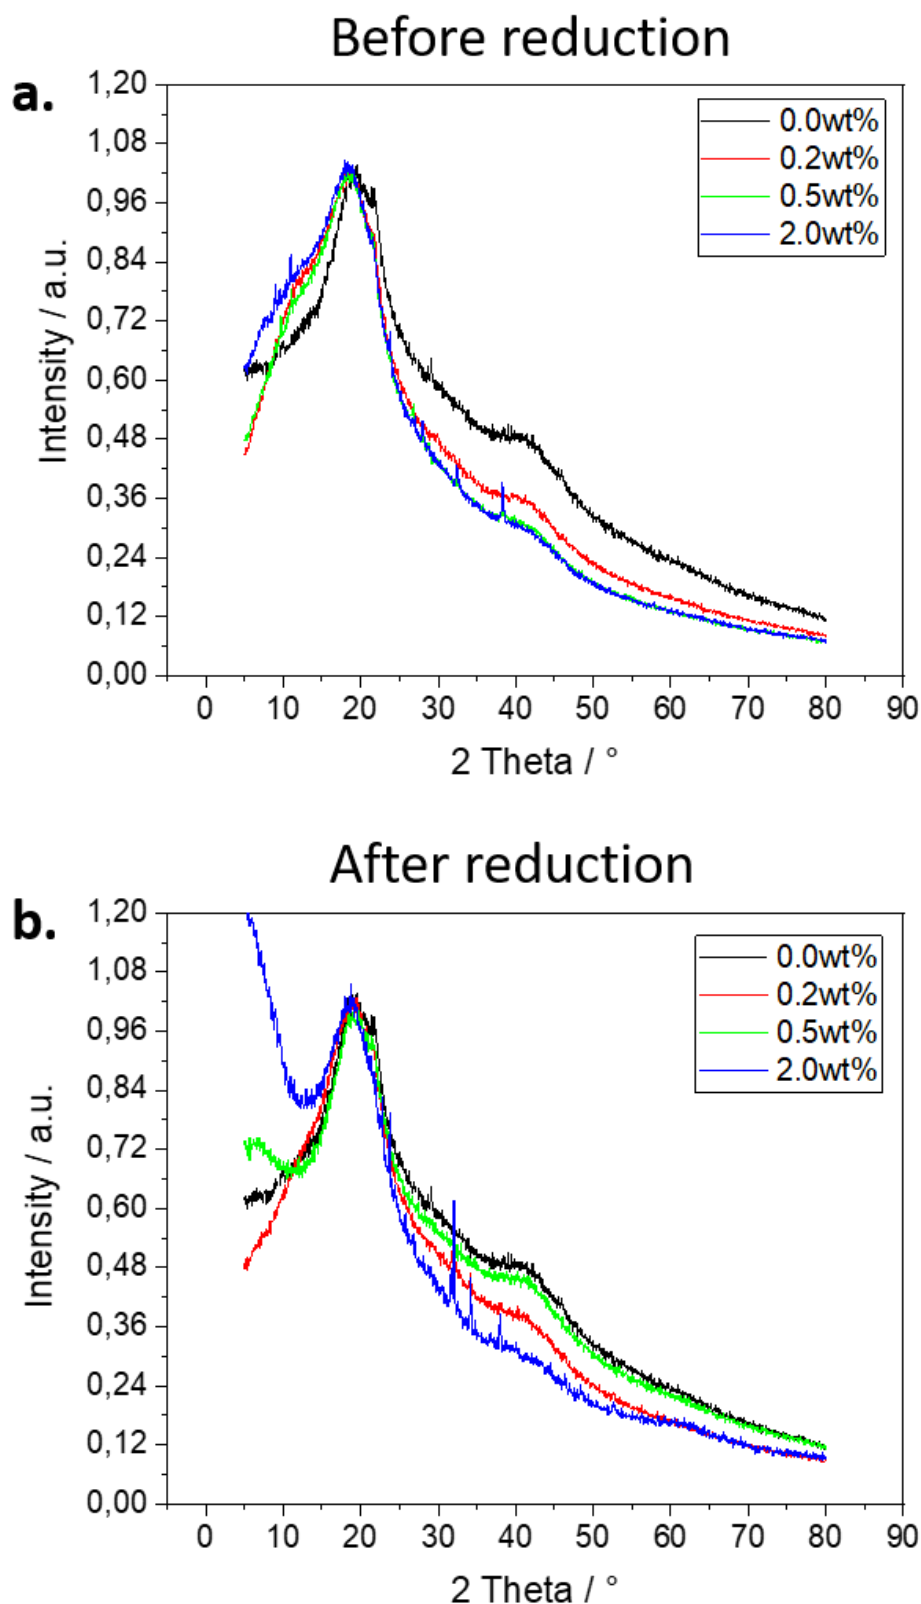 Before reduction
a.
1,20
1,08
0,96
0,84
0,72
0,60
0,48
0,36
0,24
0,12
0,00
Intensity / a.u.
0.0wt%
0.2wt%
0.5wt%
2.0wt%
0 10 20 30 40 50 60 70 80 90
2 Theta / °
After reduction
b.
1,20
1,08
0,96
0,84
0,72
0,60
0,48
0,36
0,24
0,12
0,00
Intensity / a.u.
0.0wt%
0.2wt%
0.5wt%
2.0wt%
0 10 20 30 40 50 60 70 80 90
2 Theta / °